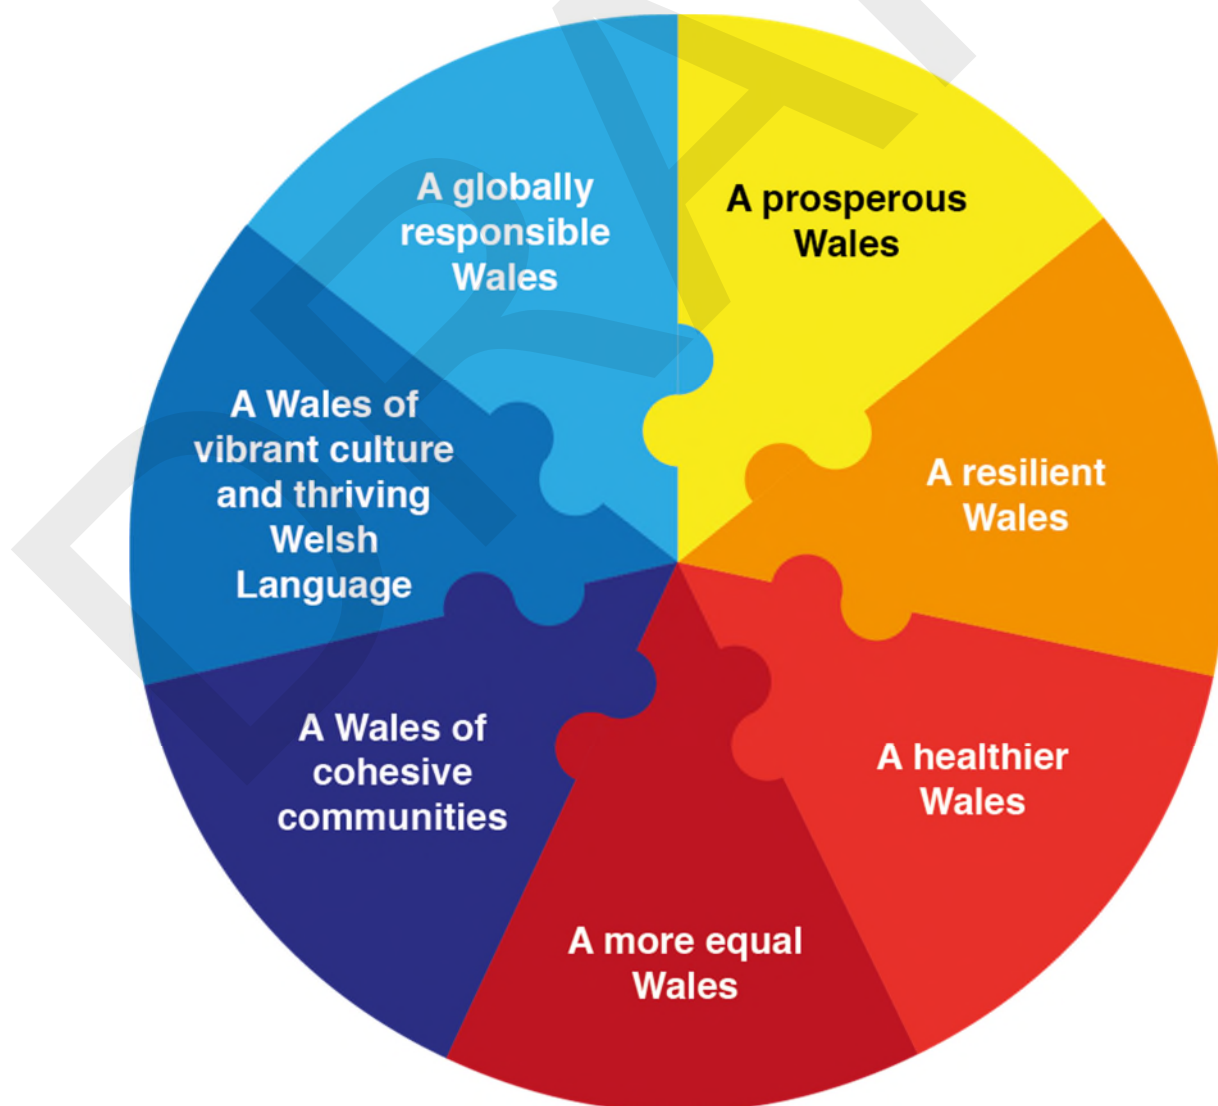 A prosperous
Wales
A resilient
Wales
A healthier
Wales
A more equal
Wales
A Wales of
cohesive
communities
A Wales of
vibrant culture
and thriving
Welsh
Language
A globally
responsible
Wales